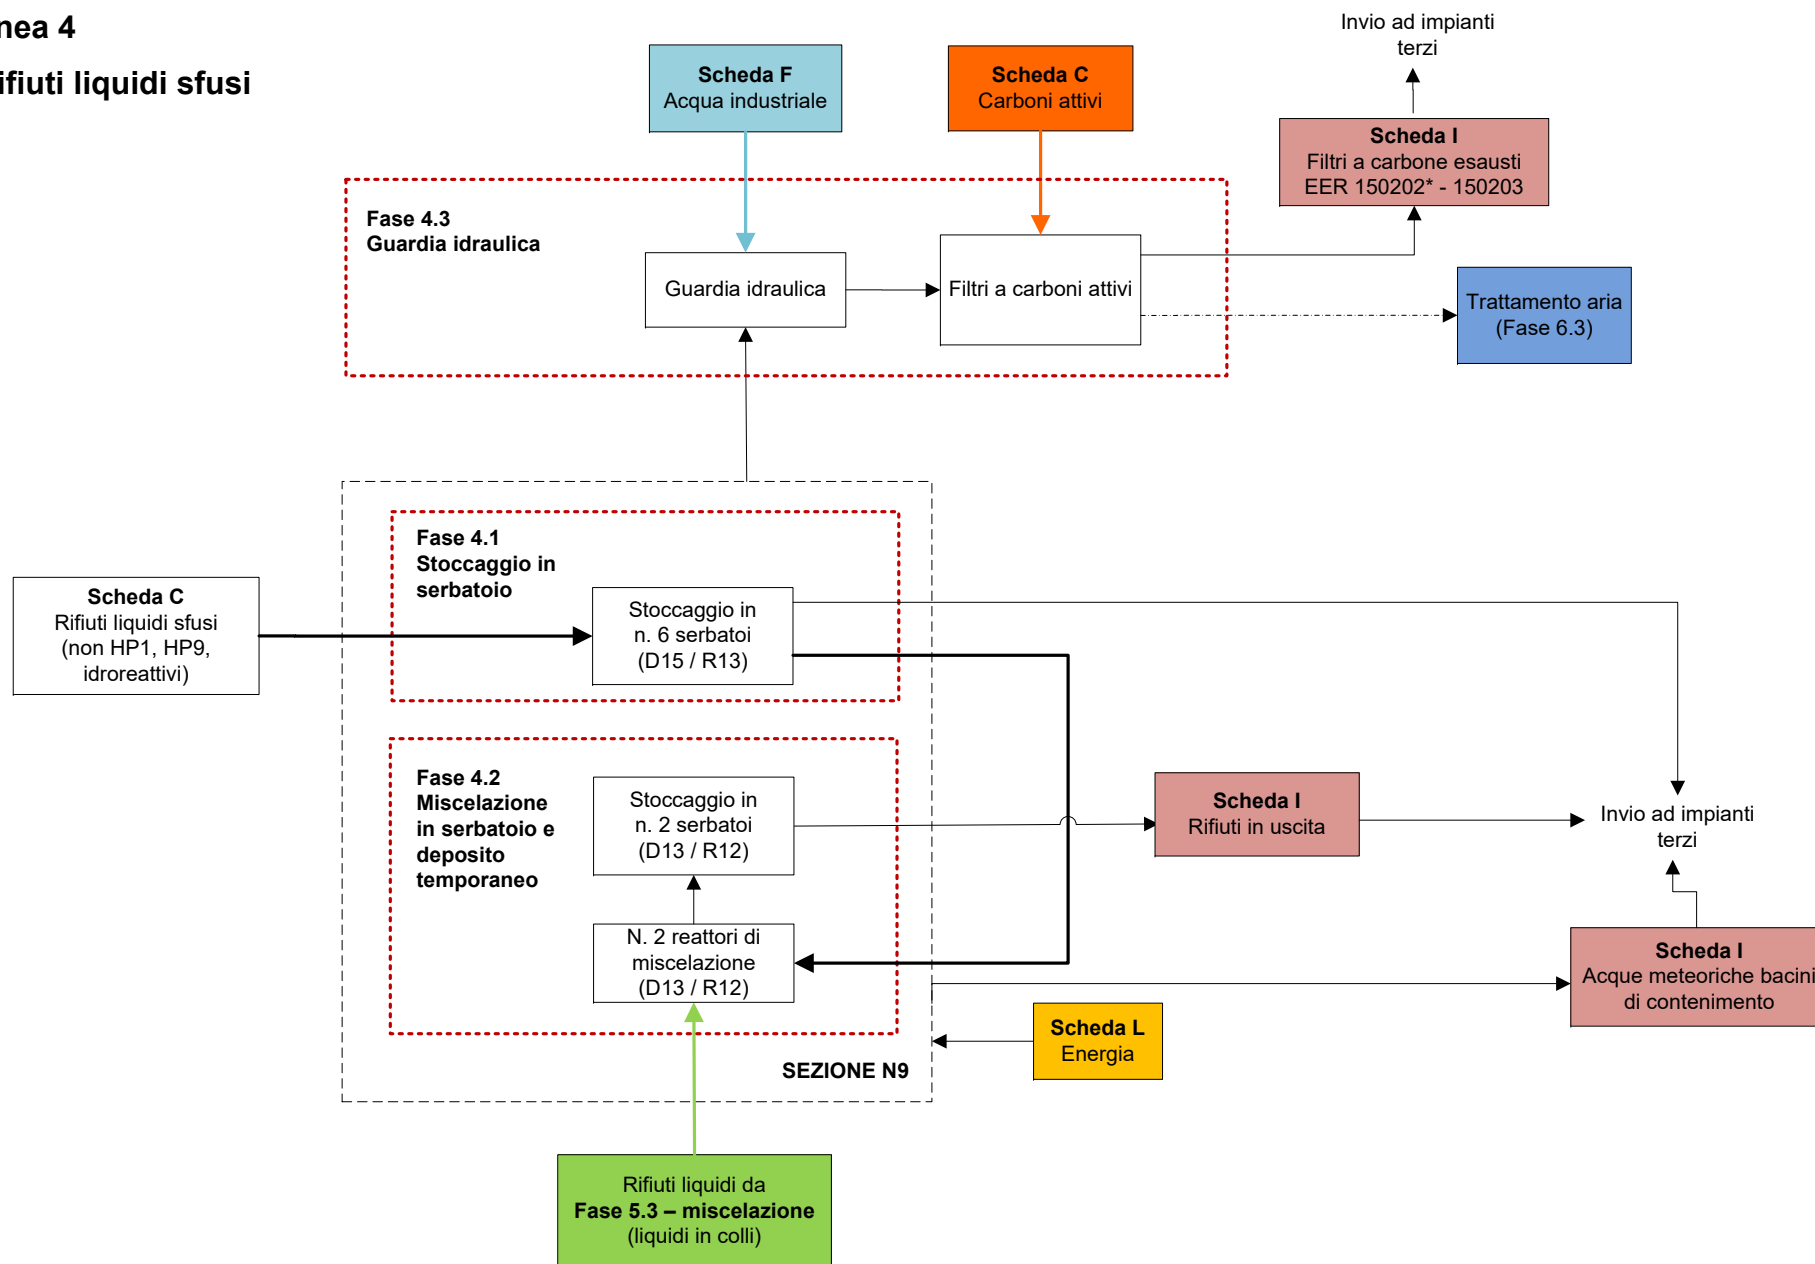 nea 4
ifiuti liquidi sfusi
Invio ad impianti
terzi
Scheda F
Acqua industriale
Scheda C
Carboni attivi
Scheda I
Filtri a carbone esausti
EER 150202* - 150203
Fase 4.3
Guardia idraulica
Guardia idraulica
Filtri a carboni attivi
Trattamento aria
(Fase 6.3)
Fase 4.1
Stoccaggio in
serbatoio
Scheda C
Rifiuti liquidi sfusi
(non HP1, HP9,
idroreattivi)
Stoccaggio in
n. 6 serbatoi
(D15 / R13)
Fase 4.2
Miscelazione
in serbatoio e
deposito
temporaneo
Stoccaggio in
n. 2 serbatoi
(D13 / R12)
Scheda I
Rifiuti in uscita
Invio ad impianti
terzi
N. 2 reattori di
miscelazione
(D13 / R12)
Scheda I
Acque meteoriche bacini
di contenimento
Scheda L
Energia
SEZIONE N9
Rifiuti liquidi da
Fase 5.3 – miscelazione
(liquidi in colli)